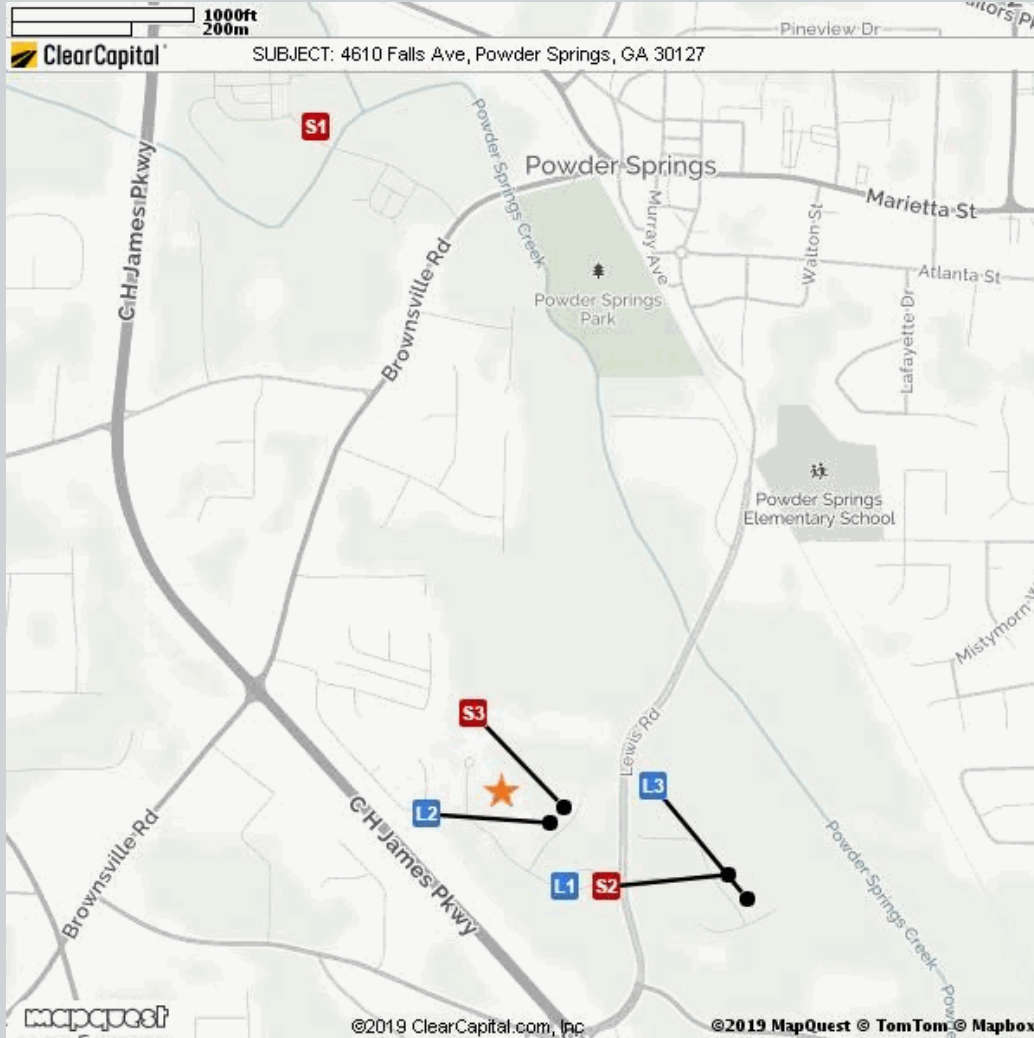 1000ft
200m
Pineview Dr
ClearCapital
SUBJECT: 4610 Falls Ave, Powder Springs, GA 30127
S1
Powder Springs
Powder Springs Creek
C H James Pkwy
Brownsville Rd
Murray Ave
Marietta St
Walton St
Atlanta St
Powder Springs
Park
Lafayette Dr
Powder Springs
Elementary School
Mistymorn
S3
Lewis Rd
L3
L2
C H James Pkwy
L1
S2
Brownsville Rd
Powder Springs Creek
mapquest
©2019 ClearCapital.com, Inc
©2019 MapQuest © TomTom © Mapbox